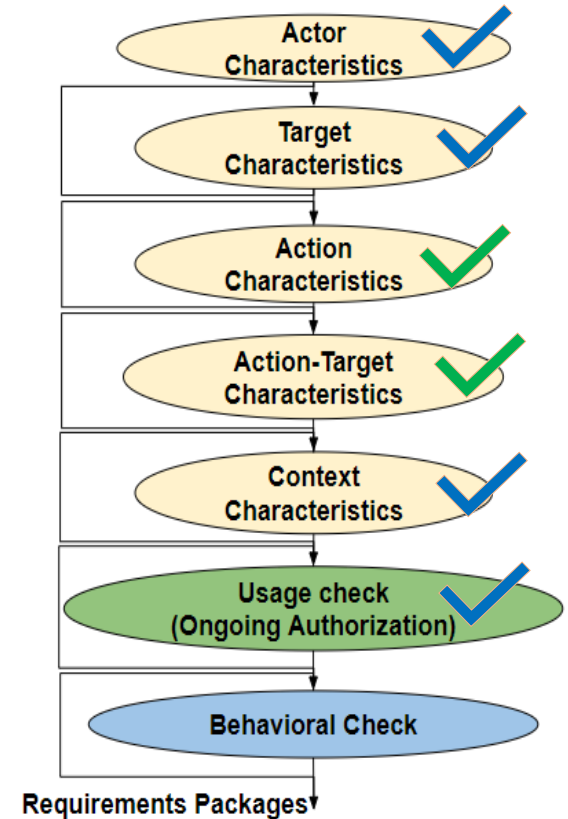 Actor
Characteristics
Target
Characteristics
Action
Characteristics
Action-Target
Characteristics
Context
Characteristics
Usage check
(Ongoing Authorization)
Behavioral Check
Requirements Packages